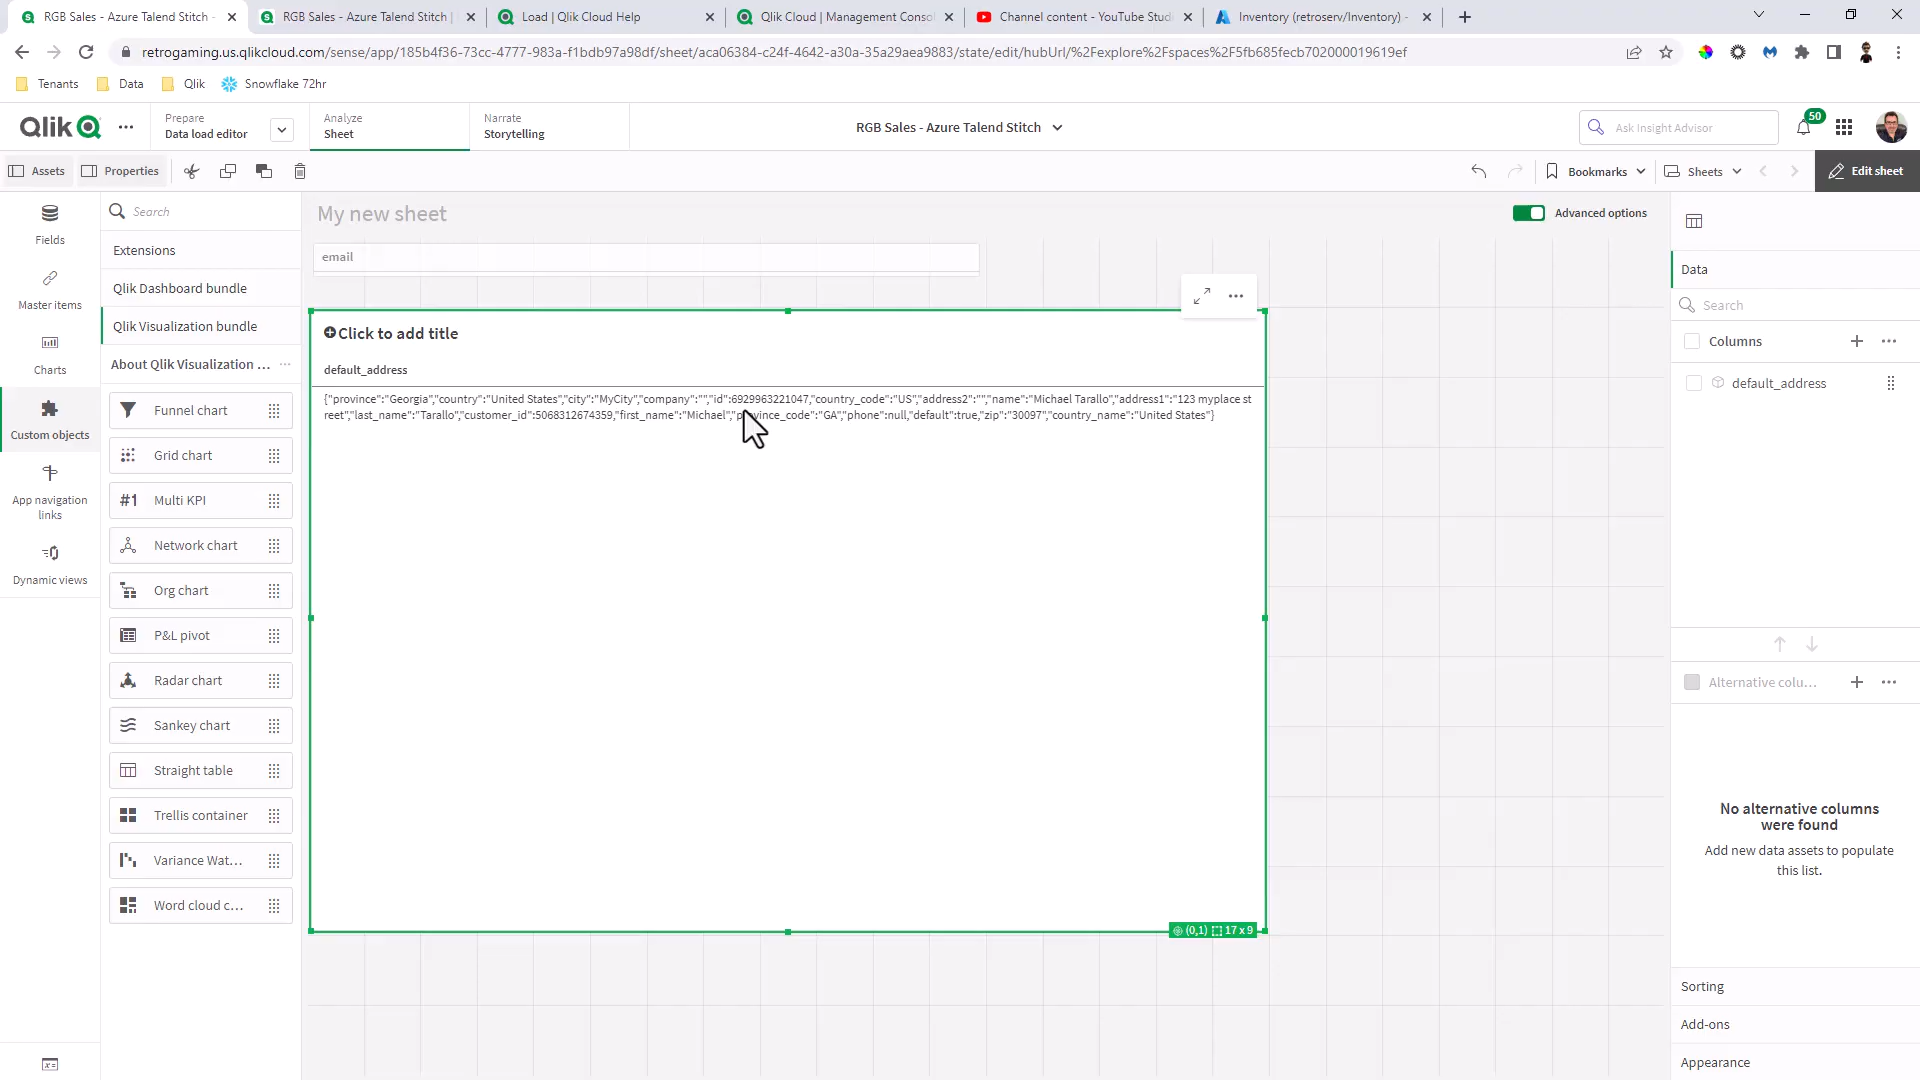 RGB Sales - Azure Talend Stitch -
RGB Sales - Azure Talend Stitch |
Load | Qlik Cloud Help
Qlik Cloud | Management Consol
Channel content - YouTube Stud
Inventory (retroserv/Inventory) -
retrogaming.us.qlikcloud.com/sense/app/185b4f36-73cc-4777-983a-f1bdb97a98df/sheet/aca06384-c24f-4642-a30a-35a29aea9883/state/edit/hubUrl/%2Fexplore%2Fspaces%2F5fb685fecb702000019619ef
Tenants
Data
Qlik
Snowflake 72hr
Qlik
Prepare
Data load editor
Analyze
Sheet
Narrate
Storytelling
RGB Sales - Azure Talend Stitch
Ask Insight Advisor
50
Assets
Properties
Bookmarks
Sheets
Edit sheet
Fields
Master items
Charts
Custom objects
App navigation
links
Dynamic views
Search
Extensions
Qlik Dashboard bundle
Qlik Visualization bundle
About Qlik Visualization ...
Funnel chart
Grid chart
#1 Multi KPI
Network chart
Org chart
P&L pivot
Radar chart
Sankey chart
Straight table
Trellis container
Variance Wat...
Word cloud c...
My new sheet
Advanced options
email
Click to add title
default_address
{"province":"Georgia","country":"United States","city":"MyCity","company":"","id":6929963221047,"country_code":"US","address2":"","name":"Michael Tarallo","address1":"123 myplace st
reet","last_name":"Tarallo","customer_id":5068312674359,"first_name":"Michael","province_code":"GA","phone":null,"default":true,"zip":"30097","country_name":"United States"}
(0,1) 17 x 9
Data
Search
Columns
default_address
Alternative colu...
No alternative columns
were found
Add new data assets to populate
this list.
Sorting
Add-ons
Appearance